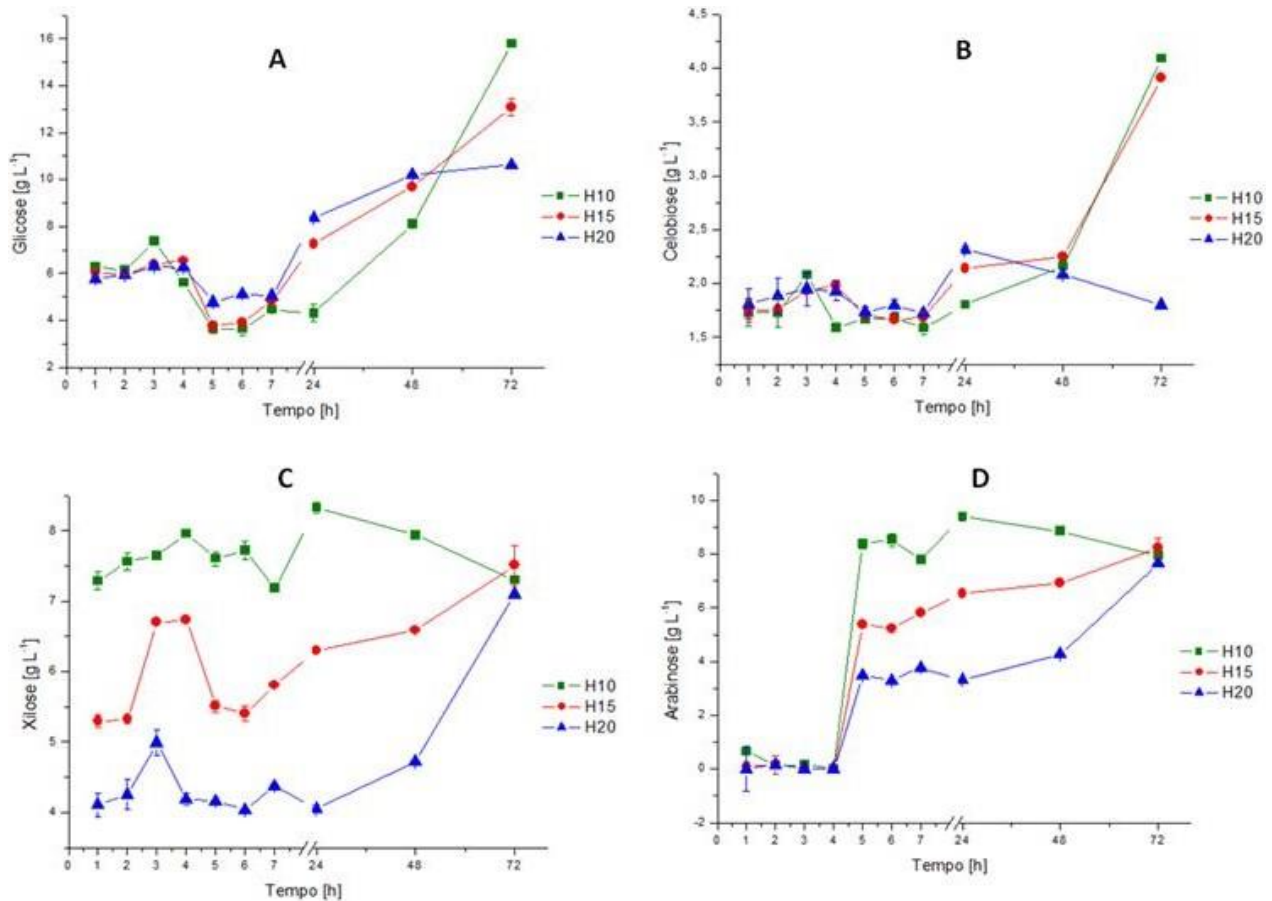 A
Glicose [g L⁻¹]
16
14
12
10
8
6
4
2
0 1 2 3 4 5 6 7 24 48 72
Tempo [h]
H10
H15
H20
B
Celobiose [g L⁻¹]
4,5
4,0
3,5
3,0
2,5
2,0
1,5
0 1 2 3 4 5 6 7 24 48 72
Tempo [h]
H10
H15
H20
C
Xilose [g L⁻¹]
8
7
6
5
4
0 1 2 3 4 5 6 7 24 48 72
Tempo [h]
H10
H15
H20
D
Arabinose [g L⁻¹]
10
8
6
4
2
0
-2
0 1 2 3 4 5 6 7 24 48 72
Tempo [h]
H10
H15
H20